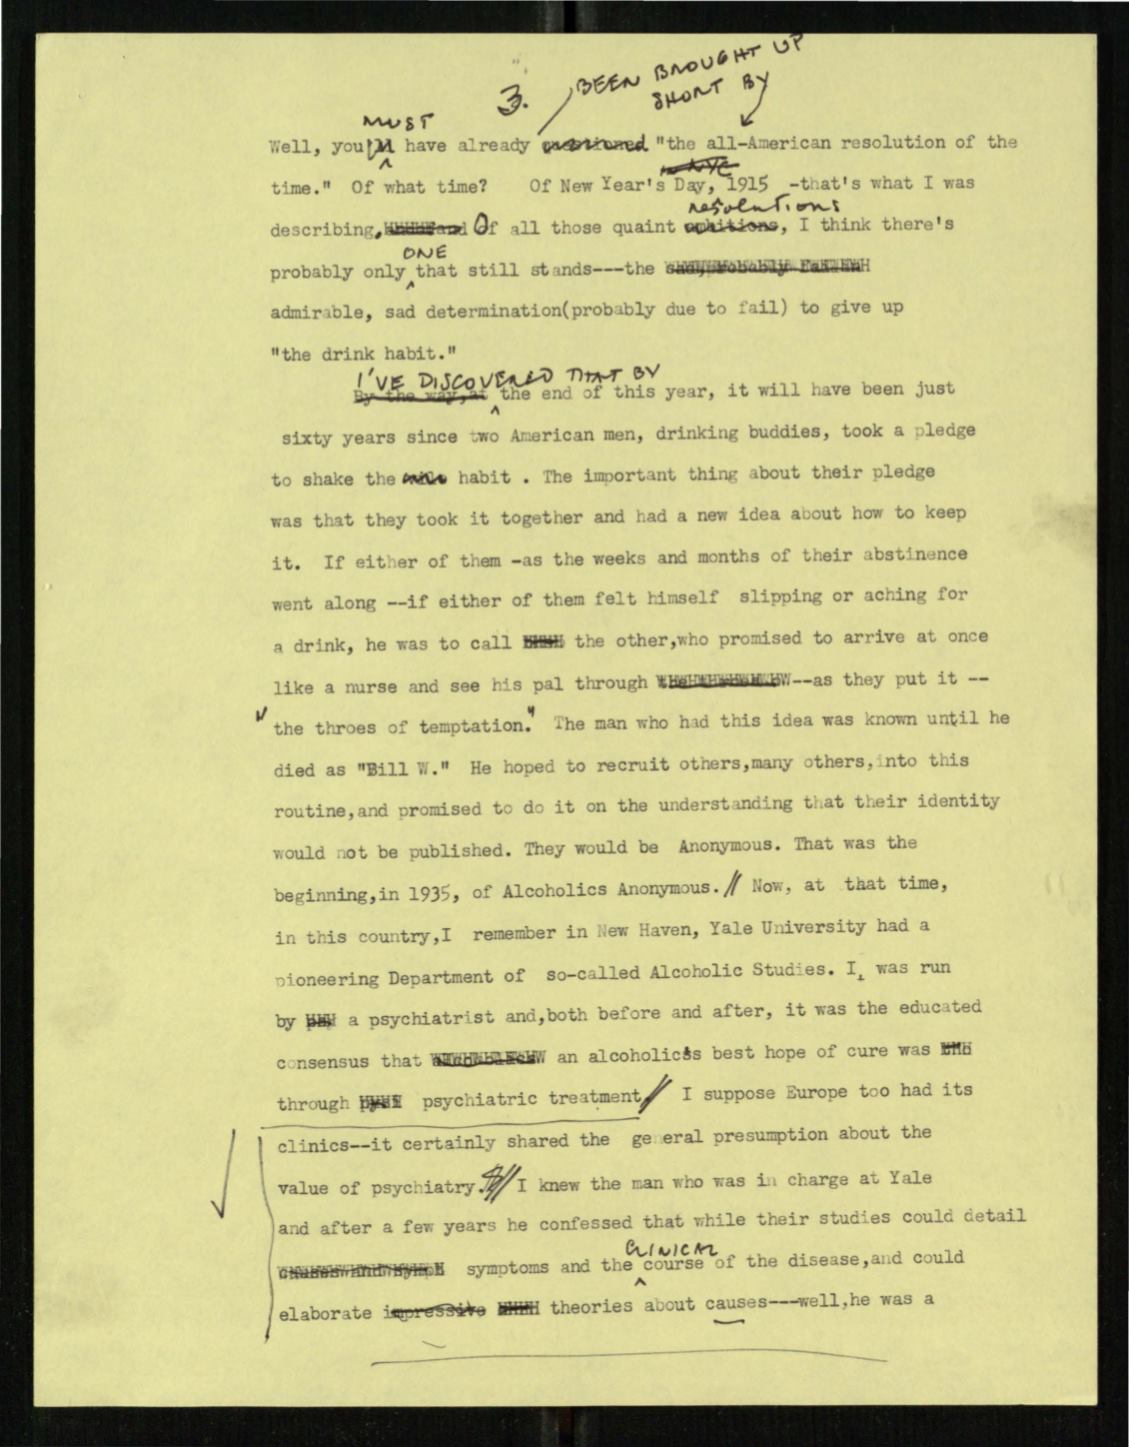 3.
BEEN BROUGHT UP
SHORT BY
MUST
Well, you have already "the all-American resolution of the
time." Of what time? Of New Year's Day, 1915 -that's what I was
resolutions
describing, Of all those quaint ambitions, I think there's
ONE
probably only that still stands---the
admirable, sad determination(probably due to fail) to give up
"the drink habit."
I'VE DISCOVERED THAT BY
By the way,at the end of this year, it will have been just
sixty years since two American men, drinking buddies, took a pledge
to shake the habit . The important thing about their pledge
was that they took it together and had a new idea about how to keep
it. If either of them -as the weeks and months of their abstinence
went along --if either of them felt himself slipping or aching for
a drink, he was to call the other,who promised to arrive at once
like a nurse and see his pal through --as they put it --
"the throes of temptation." The man who had this idea was known until he
died as "Bill W." He hoped to recruit others,many others,into this
routine,and promised to do it on the understanding that their identity
would not be published. They would be Anonymous. That was the
beginning,in 1935, of Alcoholics Anonymous.// Now, at that time,
in this country,I remember in New Haven, Yale University had a
pioneering Department of so-called Alcoholic Studies. I. was run
by a psychiatrist and,both before and after, it was the educated
consensus that an alcoholic's best hope of cure was
through psychiatric treatment// I suppose Europe too had its
clinics--it certainly shared the general presumption about the
value of psychiatry.// I knew the man who was in charge at Yale
and after a few years he confessed that while their studies could detail
CLINICAL
symptoms and the course of the disease,and could
elaborate impressive theories about causes---well,he was a